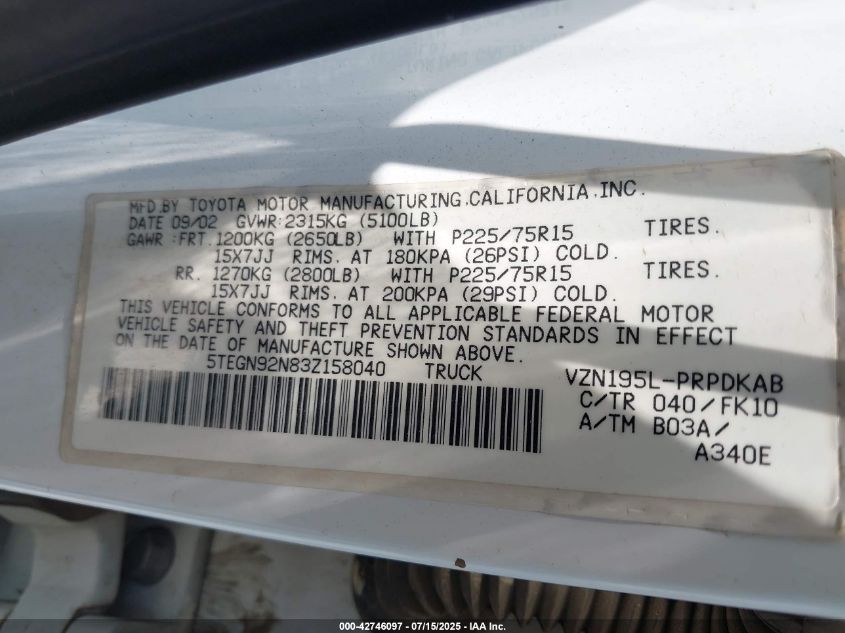 MFD.BY TOYOTA MOTOR MANUFACTURING.CALIFORNIA.INC.
DATE 09/02 GVWR:2315KG (5100LB)
GAWR :FRT.1200KG (2650LB) WITH P225/75R15 TIRES.
15X7JJ RIMS. AT 180KPA (26PSI) COLD.
RR. 1270KG (2800LB) WITH P225/75R15 TIRES.
15X7JJ RIMS. AT 200KPA (29PSI) COLD.
THIS VEHICLE CONFORMS TO ALL APPLICABLE FEDERAL MOTOR
VEHICLE SAFETY AND THEFT PREVENTION STANDARDS IN EFFECT
ON THE DATE OF MANUFACTURE SHOWN ABOVE.
5TEGN92N83Z158040 TRUCK
VZN195L-PRPDKAB
C/TR 040/FK10
A/TM B03A/
A340E
000-42746097 - 07/15/2025 - IAA Inc.